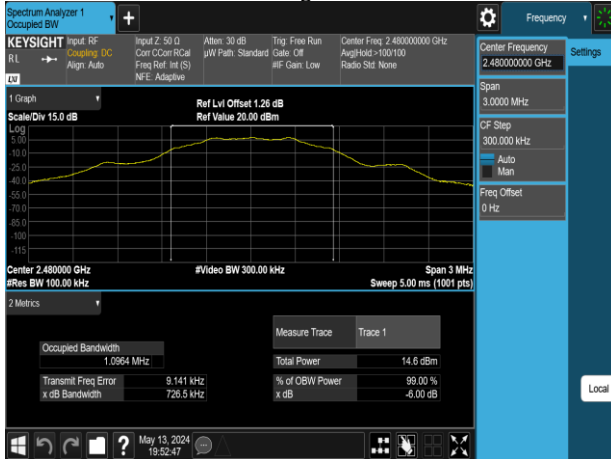 Spectrum Analyzer 1
Occupied BW
Frequency
KEYSIGHT Input: RF Input Z: 50 Ω Atten: 30 dB Trig: Free Run Center Freq: 2.480000000 GHz
RL Coupling: DC Corr CCorr RCal µW Path: Standard Gate: Off Avg|Hold:>100/100
Align: Auto Freq Ref: Int (S) #IF Gain: Low Radio Std: None
NFE: Adaptive
Center Frequency
2.480000000 GHz
Settings
Span
3.0000 MHz
CF Step
300.000 kHz
Auto
Man
Freq Offset
0 Hz
1 Graph
Ref Lvl Offset 1.26 dB
Scale/Div 15.0 dB Ref Value 20.00 dBm
Log
5.00
-10.0
-25.0
-40.0
-55.0
-70.0
-85.0
-100
-115
Center 2.480000 GHz #Video BW 300.00 kHz Span 3 MHz
#Res BW 100.00 kHz Sweep 5.00 ms (1001 pts)
2 Metrics
Measure Trace Trace 1
Occupied Bandwidth
1.0964 MHz Total Power 14.6 dBm
Transmit Freq Error 9.141 kHz % of OBW Power 99.00 %
x dB Bandwidth 726.5 kHz x dB -6.00 dB
Local
?
May 13, 2024
19:52:47